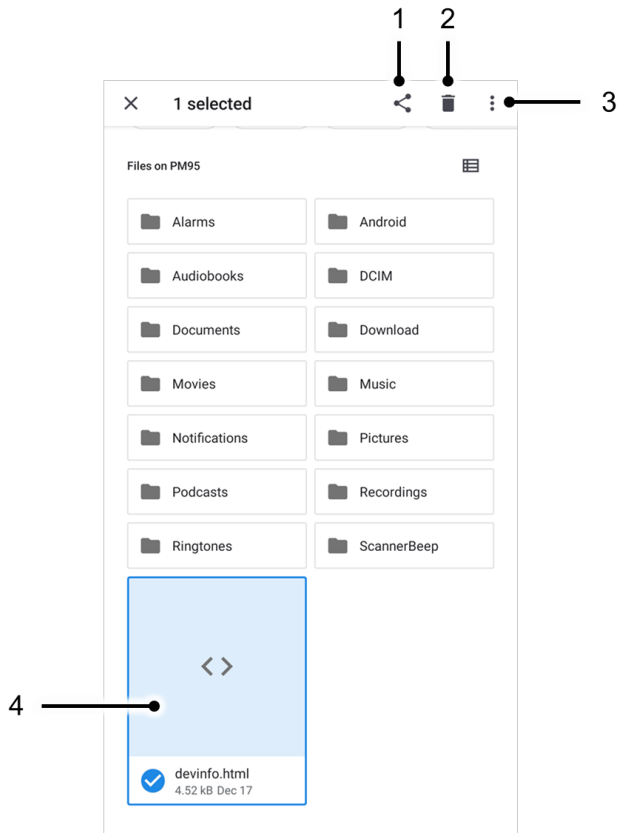 1 2
1 selected
3
Files on PM95
Alarms Android
Audiobooks DCIM
Documents Download
Movies Music
Notifications Pictures
Podcasts Recordings
Ringtones ScannerBeep
4
devinfo.html
4.52 kB Dec 17